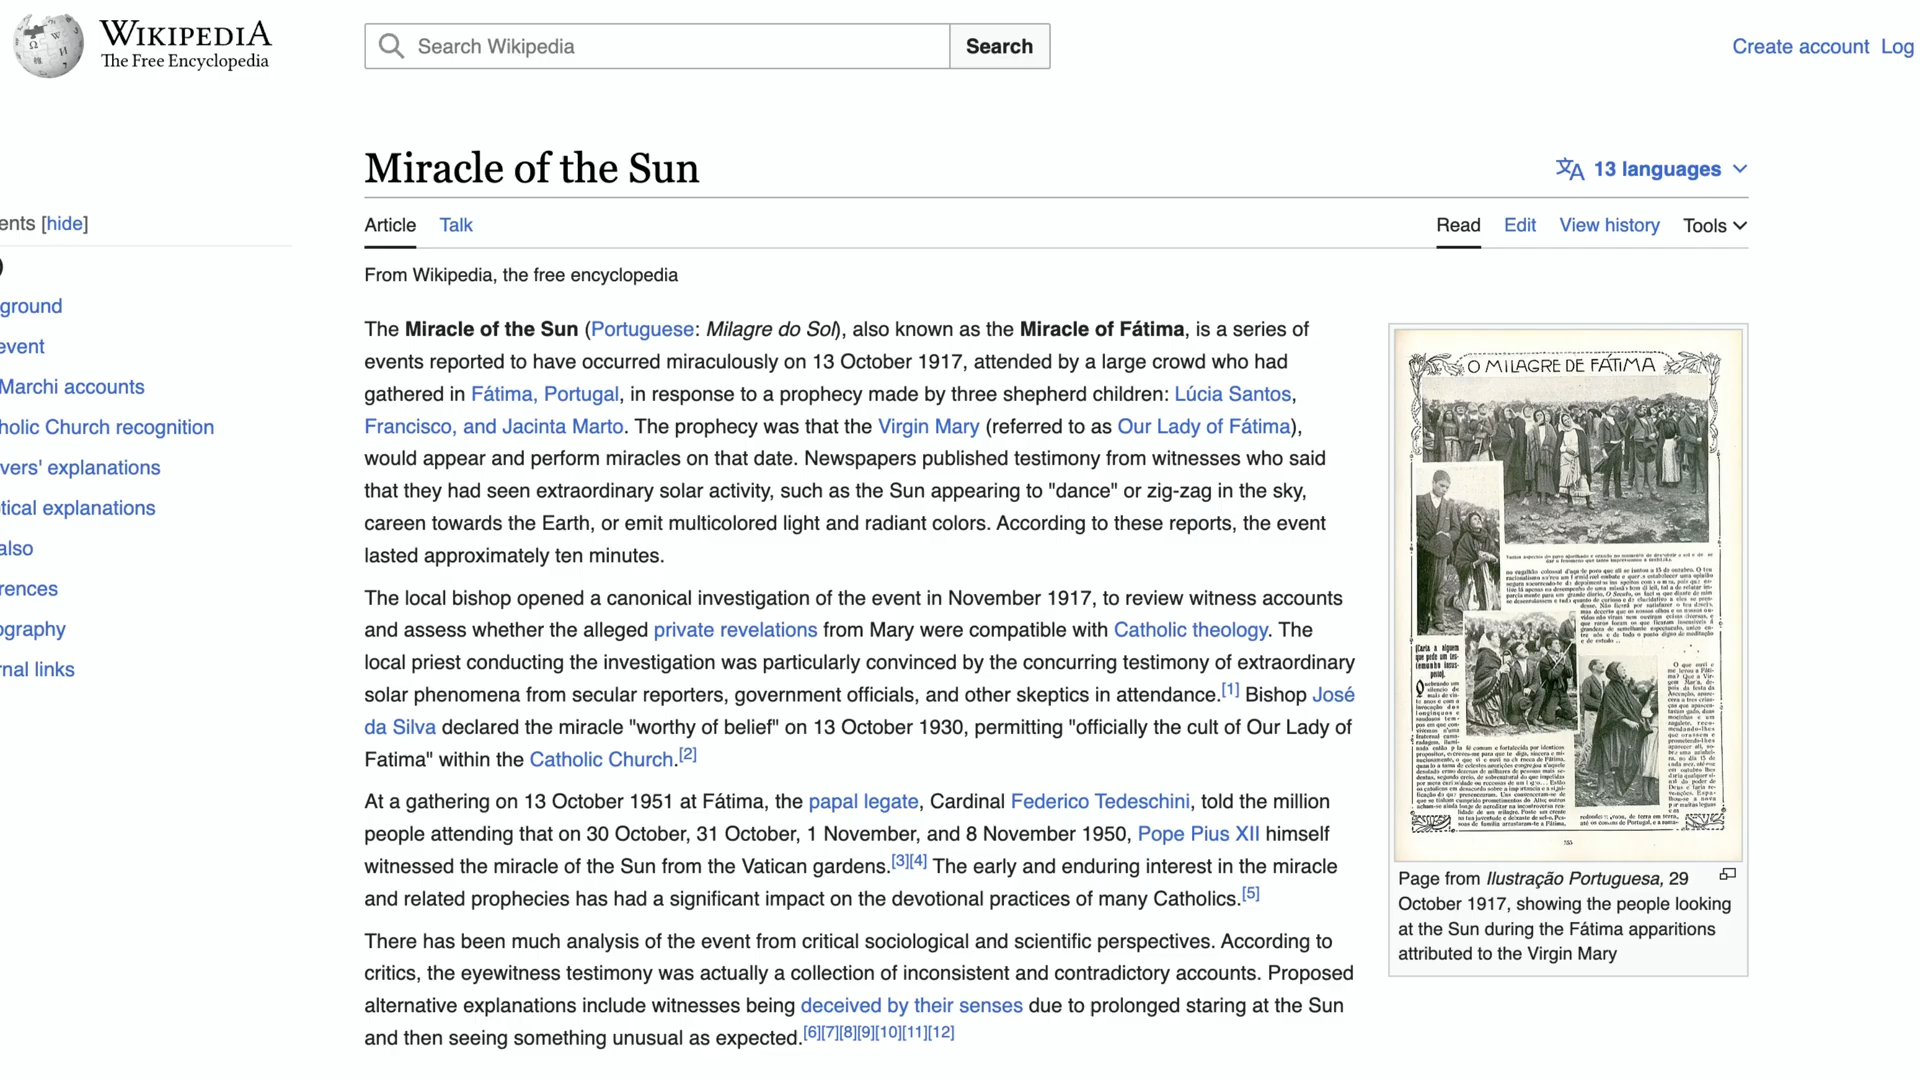 WIKIPEDIA
The Free Encyclopedia
Search Wikipedia
Search
Create account Log
Miracle of the Sun
13 languages
ents [hide]
Article Talk
Read Edit View history Tools
From Wikipedia, the free encyclopedia
ground
event
Marchi accounts
holic Church recognition
vers' explanations
tical explanations
also
rences
ography
nal links
The Miracle of the Sun (Portuguese: Milagre do Sol), also known as the Miracle of Fátima, is a series of
events reported to have occurred miraculously on 13 October 1917, attended by a large crowd who had
gathered in Fátima, Portugal, in response to a prophecy made by three shepherd children: Lúcia Santos,
Francisco, and Jacinta Marto. The prophecy was that the Virgin Mary (referred to as Our Lady of Fátima),
would appear and perform miracles on that date. Newspapers published testimony from witnesses who said
that they had seen extraordinary solar activity, such as the Sun appearing to "dance" or zig-zag in the sky,
careen towards the Earth, or emit multicolored light and radiant colors. According to these reports, the event
lasted approximately ten minutes.
The local bishop opened a canonical investigation of the event in November 1917, to review witness accounts
and assess whether the alleged private revelations from Mary were compatible with Catholic theology. The
local priest conducting the investigation was particularly convinced by the concurring testimony of extraordinary
solar phenomena from secular reporters, government officials, and other skeptics in attendance.[1] Bishop José
da Silva declared the miracle "worthy of belief" on 13 October 1930, permitting "officially the cult of Our Lady of
Fatima" within the Catholic Church.[2]
At a gathering on 13 October 1951 at Fátima, the papal legate, Cardinal Federico Tedeschini, told the million
people attending that on 30 October, 31 October, 1 November, and 8 November 1950, Pope Pius XII himself
witnessed the miracle of the Sun from the Vatican gardens.[3][4] The early and enduring interest in the miracle
and related prophecies has had a significant impact on the devotional practices of many Catholics.[5]
There has been much analysis of the event from critical sociological and scientific perspectives. According to
critics, the eyewitness testimony was actually a collection of inconsistent and contradictory accounts. Proposed
alternative explanations include witnesses being deceived by their senses due to prolonged staring at the Sun
and then seeing something unusual as expected.[6][7][8][9][10][11][12]
O MILAGRE DE FÁTIMA
Page from Ilustração Portuguesa, 29
October 1917, showing the people looking
at the Sun during the Fátima apparitions
attributed to the Virgin Mary